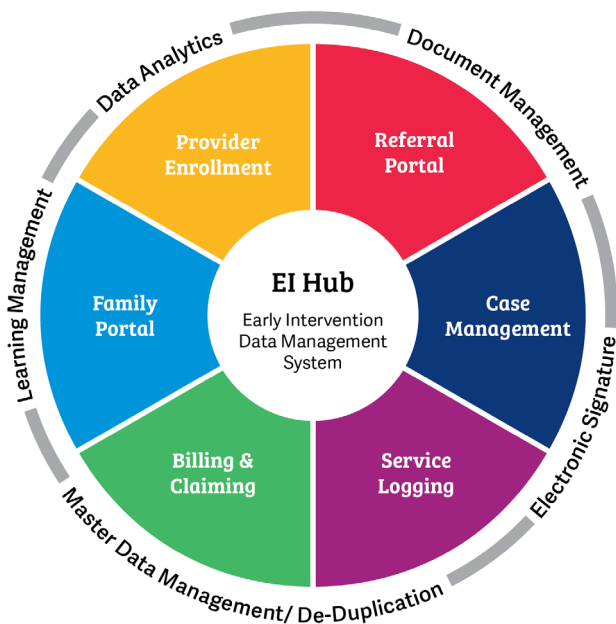 Data Analytics
Document Management
Provider
Enrollment
Referral
Portal
Learning Management
Family
Portal
EI Hub
Early Intervention
Data Management
System
Case
Management
Electronic Signature
Billing &
Claiming
Service
Logging
Master Data Management/ De-Duplication